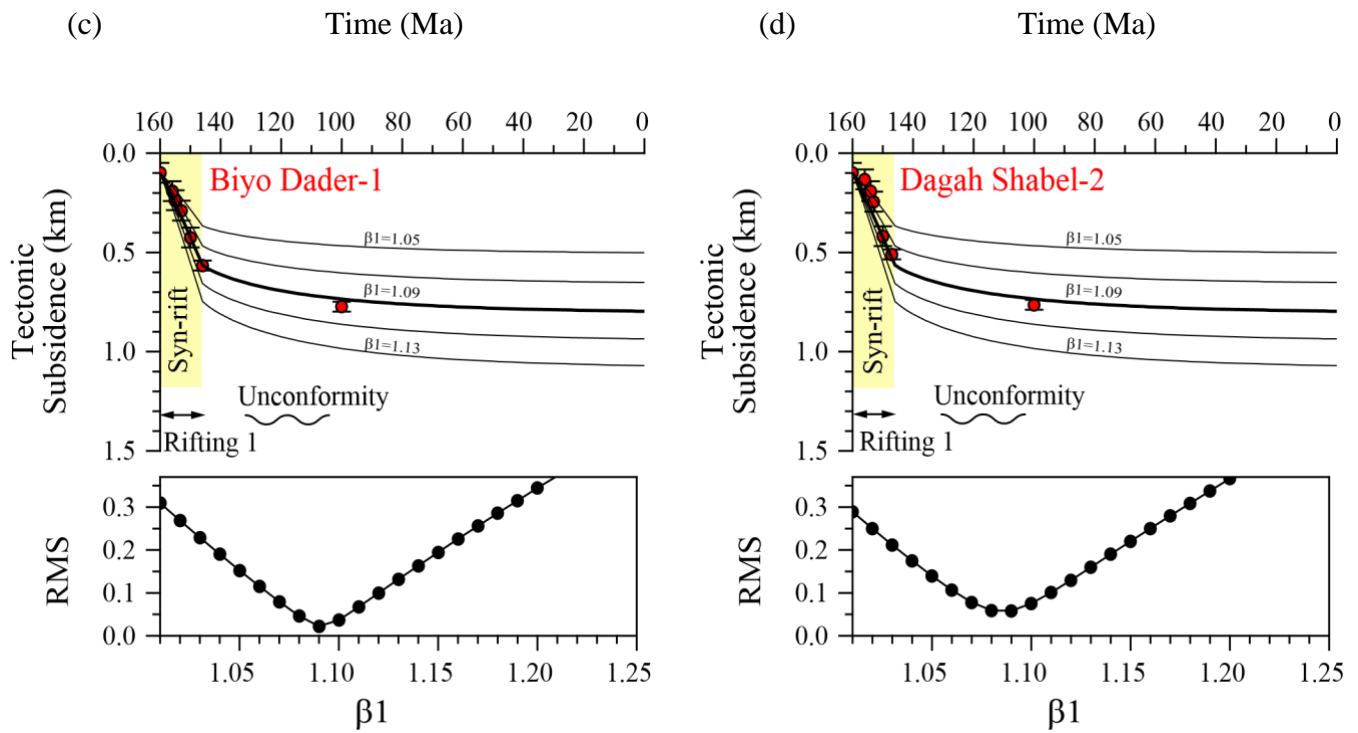 (c) Time (Ma)
160 140 120 100 80 60 40 20 0
0.0
0.5
1.0
1.5
Tectonic
Subsidence (km)
Syn-rift
Biyo Dader-1
β1=1.05
β1=1.09
β1=1.13
Unconformity
Rifting 1
0.3
0.2
0.1
0.0
RMS
1.05 1.10 1.15 1.20 1.25
β1
(d) Time (Ma)
160 140 120 100 80 60 40 20 0
0.0
0.5
1.0
1.5
Tectonic
Subsidence (km)
Syn-rift
Dagah Shabel-2
β1=1.05
β1=1.09
β1=1.13
Unconformity
Rifting 1
0.3
0.2
0.1
0.0
RMS
1.05 1.10 1.15 1.20 1.25
β1